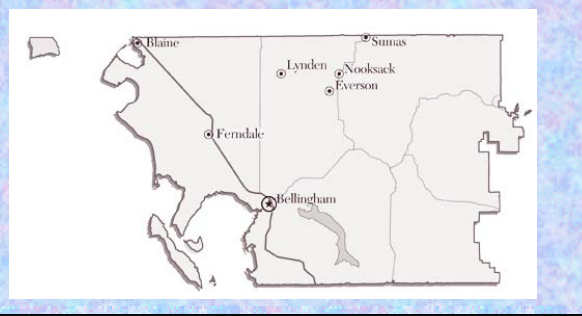 Blaine
Sumas
Lynden
Nooksack
Everson
Ferndale
Bellingham